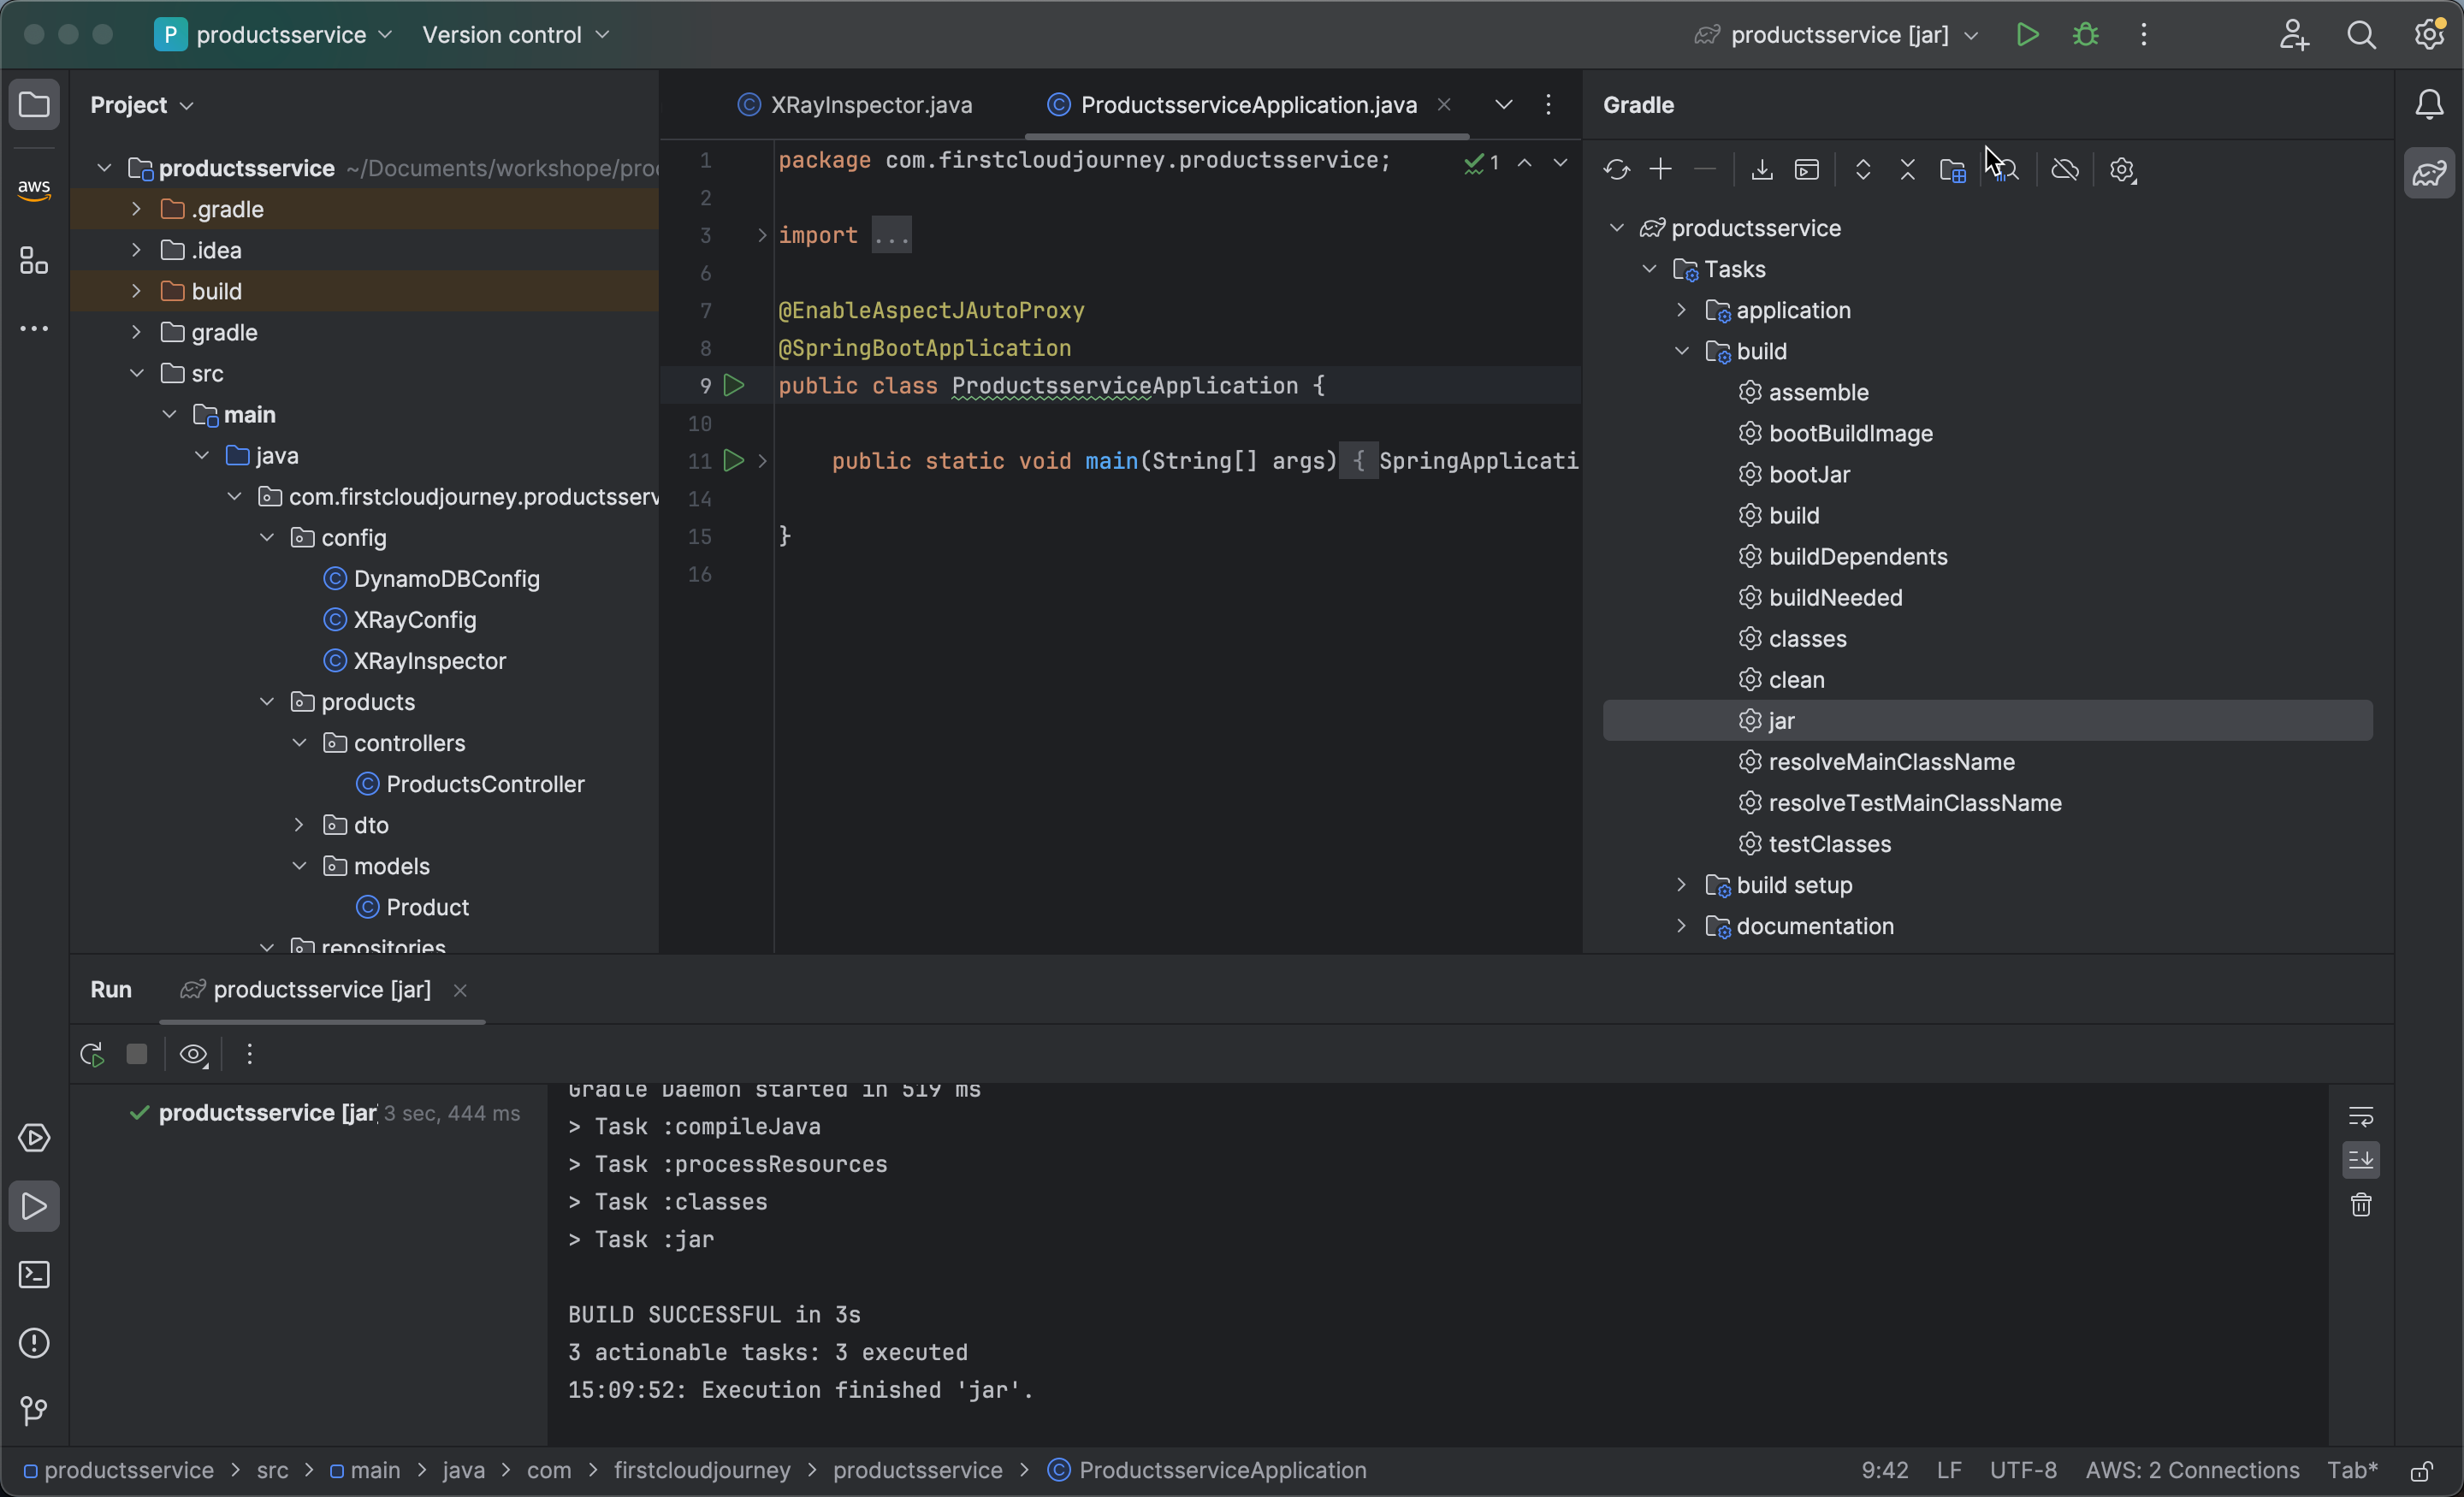 P productsservice Version control productsservice [jar]
Project
aws
productsservice ~/Documents/workshope/proc
.gradle
.idea
build
gradle
src
main
java
com.firstcloudjourney.productsserv
config
DynamoDBConfig
XRayConfig
XRayInspector
products
controllers
ProductsController
dto
models
Product
repositories
XRayInspector.java ProductsserviceApplication.java
1 package com.firstcloudjourney.productsservice; 1
2
3 import ...
6
7 @EnableAspectJAutoProxy
8 @SpringBootApplication
9 public class ProductsserviceApplication {
10
11 public static void main(String[] args) { SpringApplicati
14
15 }
16
Gradle
productsservice
Tasks
application
build
assemble
bootBuildImage
bootJar
build
buildDependents
buildNeeded
classes
clean
jar
resolveMainClassName
resolveTestMainClassName
testClasses
build setup
documentation
Run productsservice [jar]
productsservice [jar 3 sec, 444 ms
Gradle Daemon started in 519 ms
> Task :compileJava
> Task :processResources
> Task :classes
> Task :jar
BUILD SUCCESSFUL in 3s
3 actionable tasks: 3 executed
15:09:52: Execution finished 'jar'.
productsservice > src > main > java > com > firstcloudjourney > productsservice > ProductsserviceApplication 9:42 LF UTF-8 AWS: 2 Connections Tab*